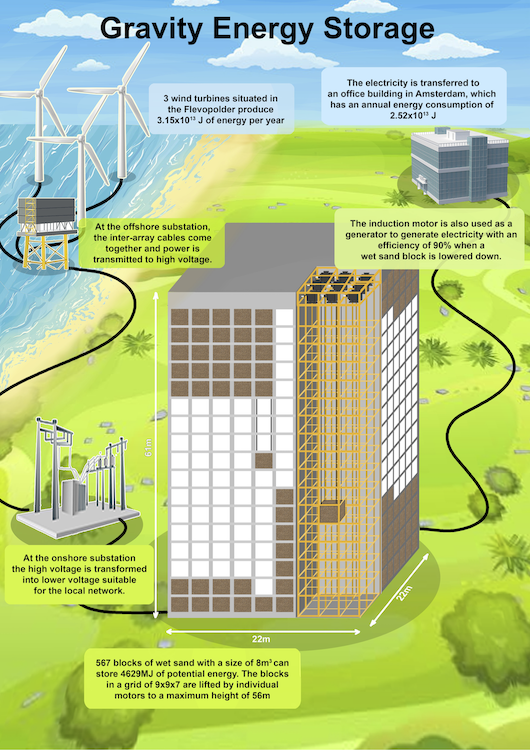 Gravity Energy Storage
3 wind turbines situated in
the Flevopolder produce
3.15x10¹³ J of energy per year
The electricity is transferred to
an office building in Amsterdam, which
has an annual energy consumption of
2.52x10¹³ J
At the offshore substation,
the inter-array cables come
together and power is
transmitted to high voltage.
The induction motor is also used as a
generator to generate electricity with an
efficiency of 90% when a
wet sand block is lowered down.
61m
At the onshore substation
the high voltage is transformed
into lower voltage suitable
for the local network.
22m
22m
567 blocks of wet sand with a size of 8m³ can
store 4629MJ of potential energy. The blocks
in a grid of 9x9x7 are lifted by individual
motors to a maximum height of 56m